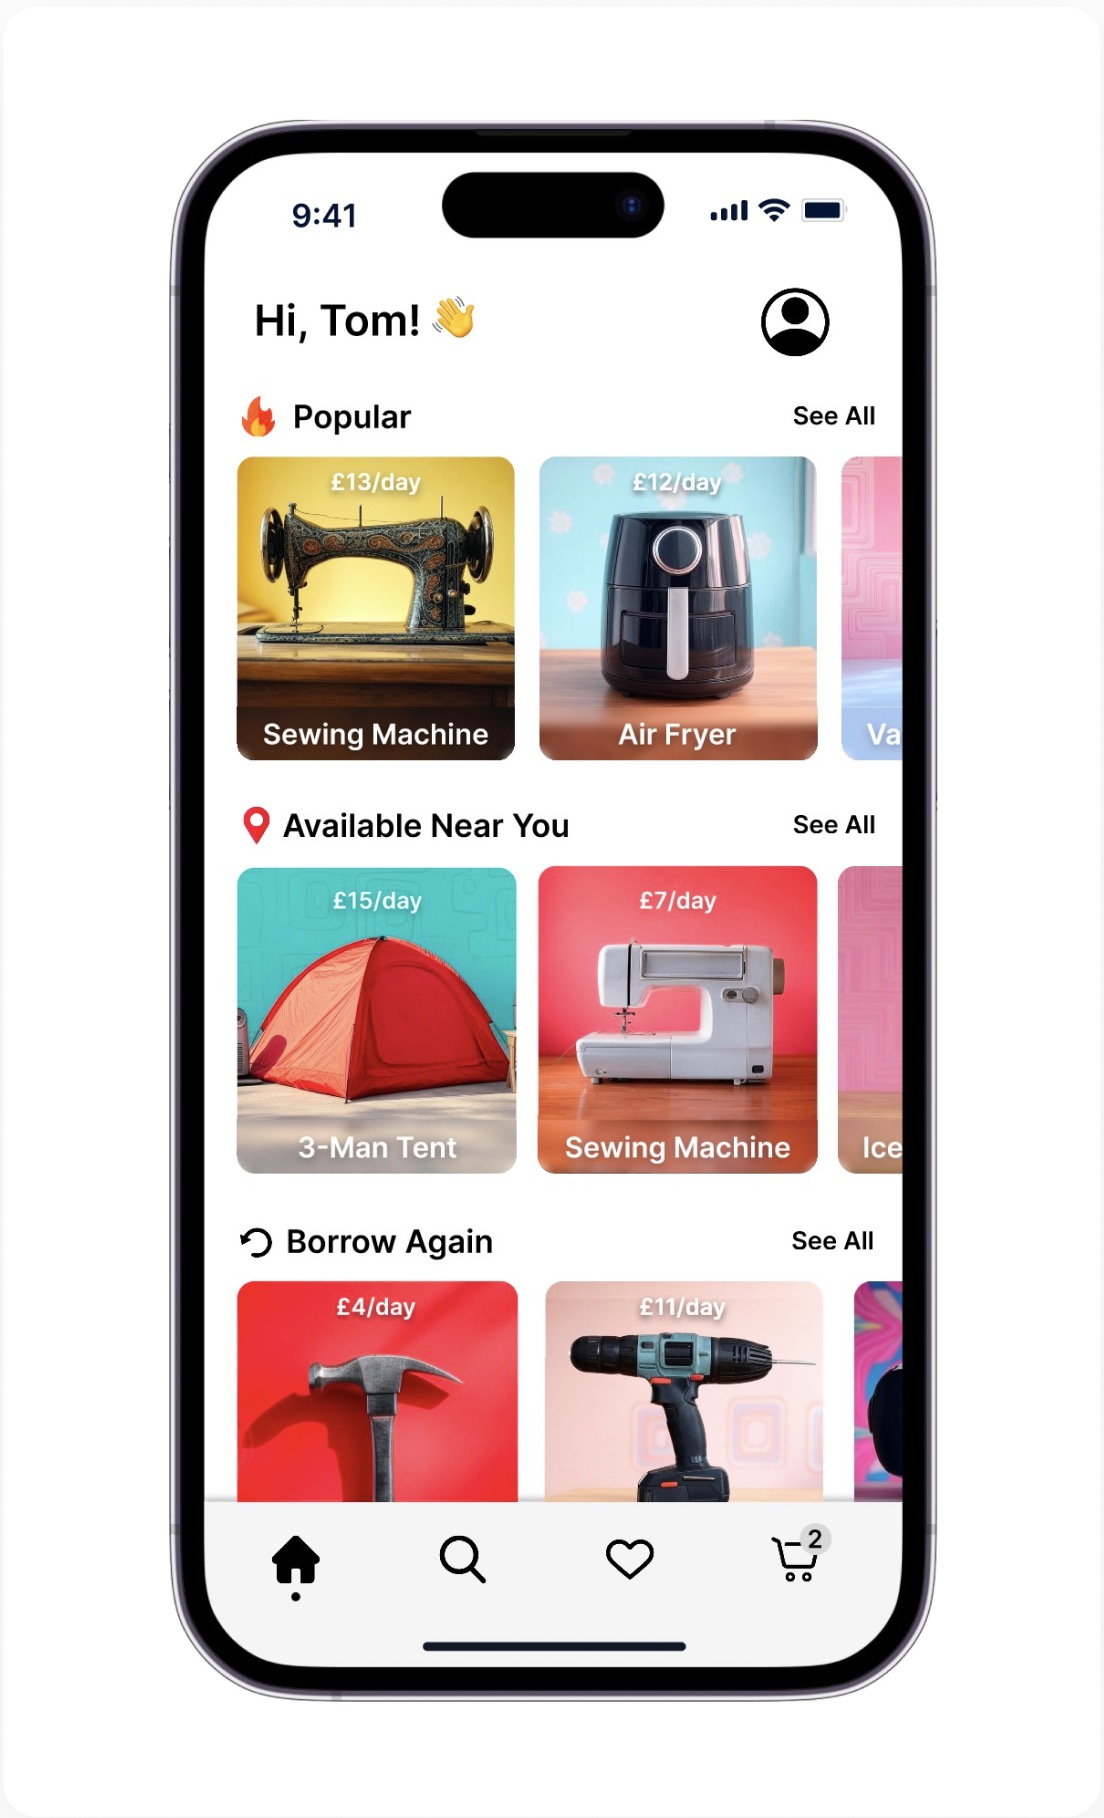 9:41
Hi, Tom! 👋
Popular
See All
£13/day
£12/day
Sewing Machine
Air Fryer
Va
Available Near You
See All
£15/day
£7/day
3-Man Tent
Sewing Machine
Ice
Borrow Again
See All
£4/day
£11/day
2